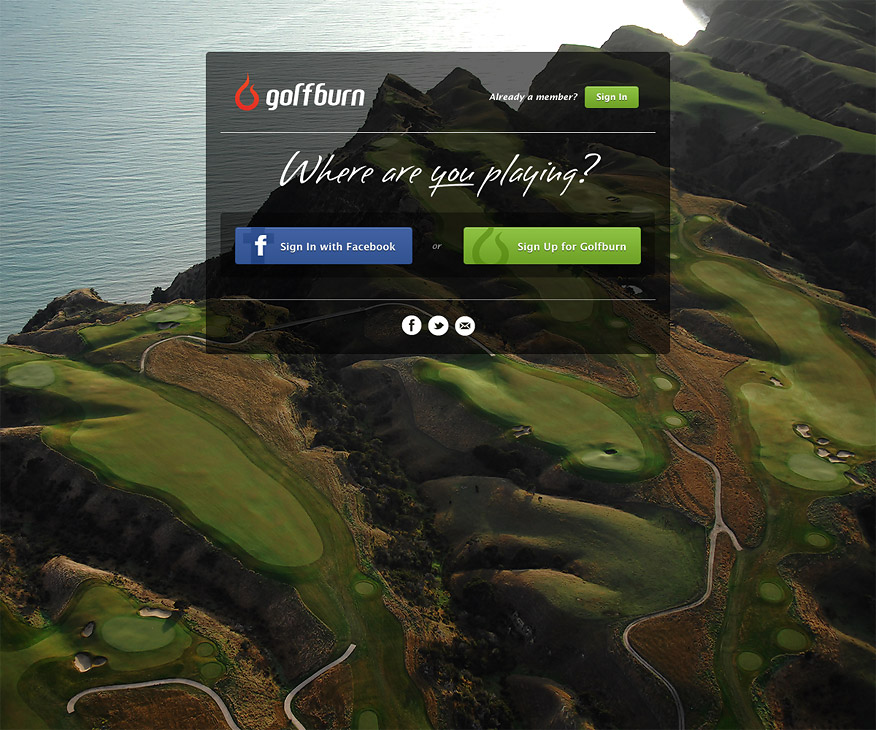 golfburn
Already a member? Sign In
Where are you playing?
f Sign In with Facebook or Sign Up for Golfburn
f